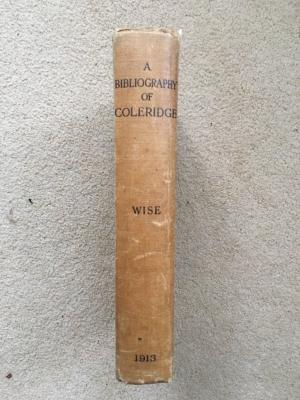 A
BIBLIOGRAPHY
OF
COLERIDGE
WISE
1913